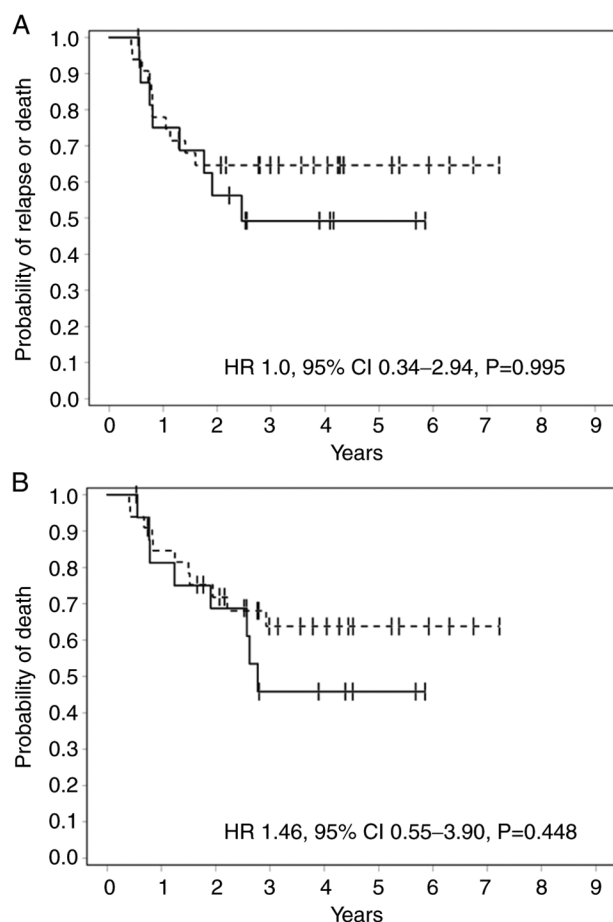 A
Probability of relapse or death
1.0
0.9
0.8
0.7
0.6
0.5
0.4
0.3
0.2
0.1
0.0
HR 1.0, 95% CI 0.34–2.94, P=0.995
0 1 2 3 4 5 6 7 8 9
Years
B
Probability of death
1.0
0.9
0.8
0.7
0.6
0.5
0.4
0.3
0.2
0.1
0.0
HR 1.46, 95% CI 0.55–3.90, P=0.448
0 1 2 3 4 5 6 7 8 9
Years